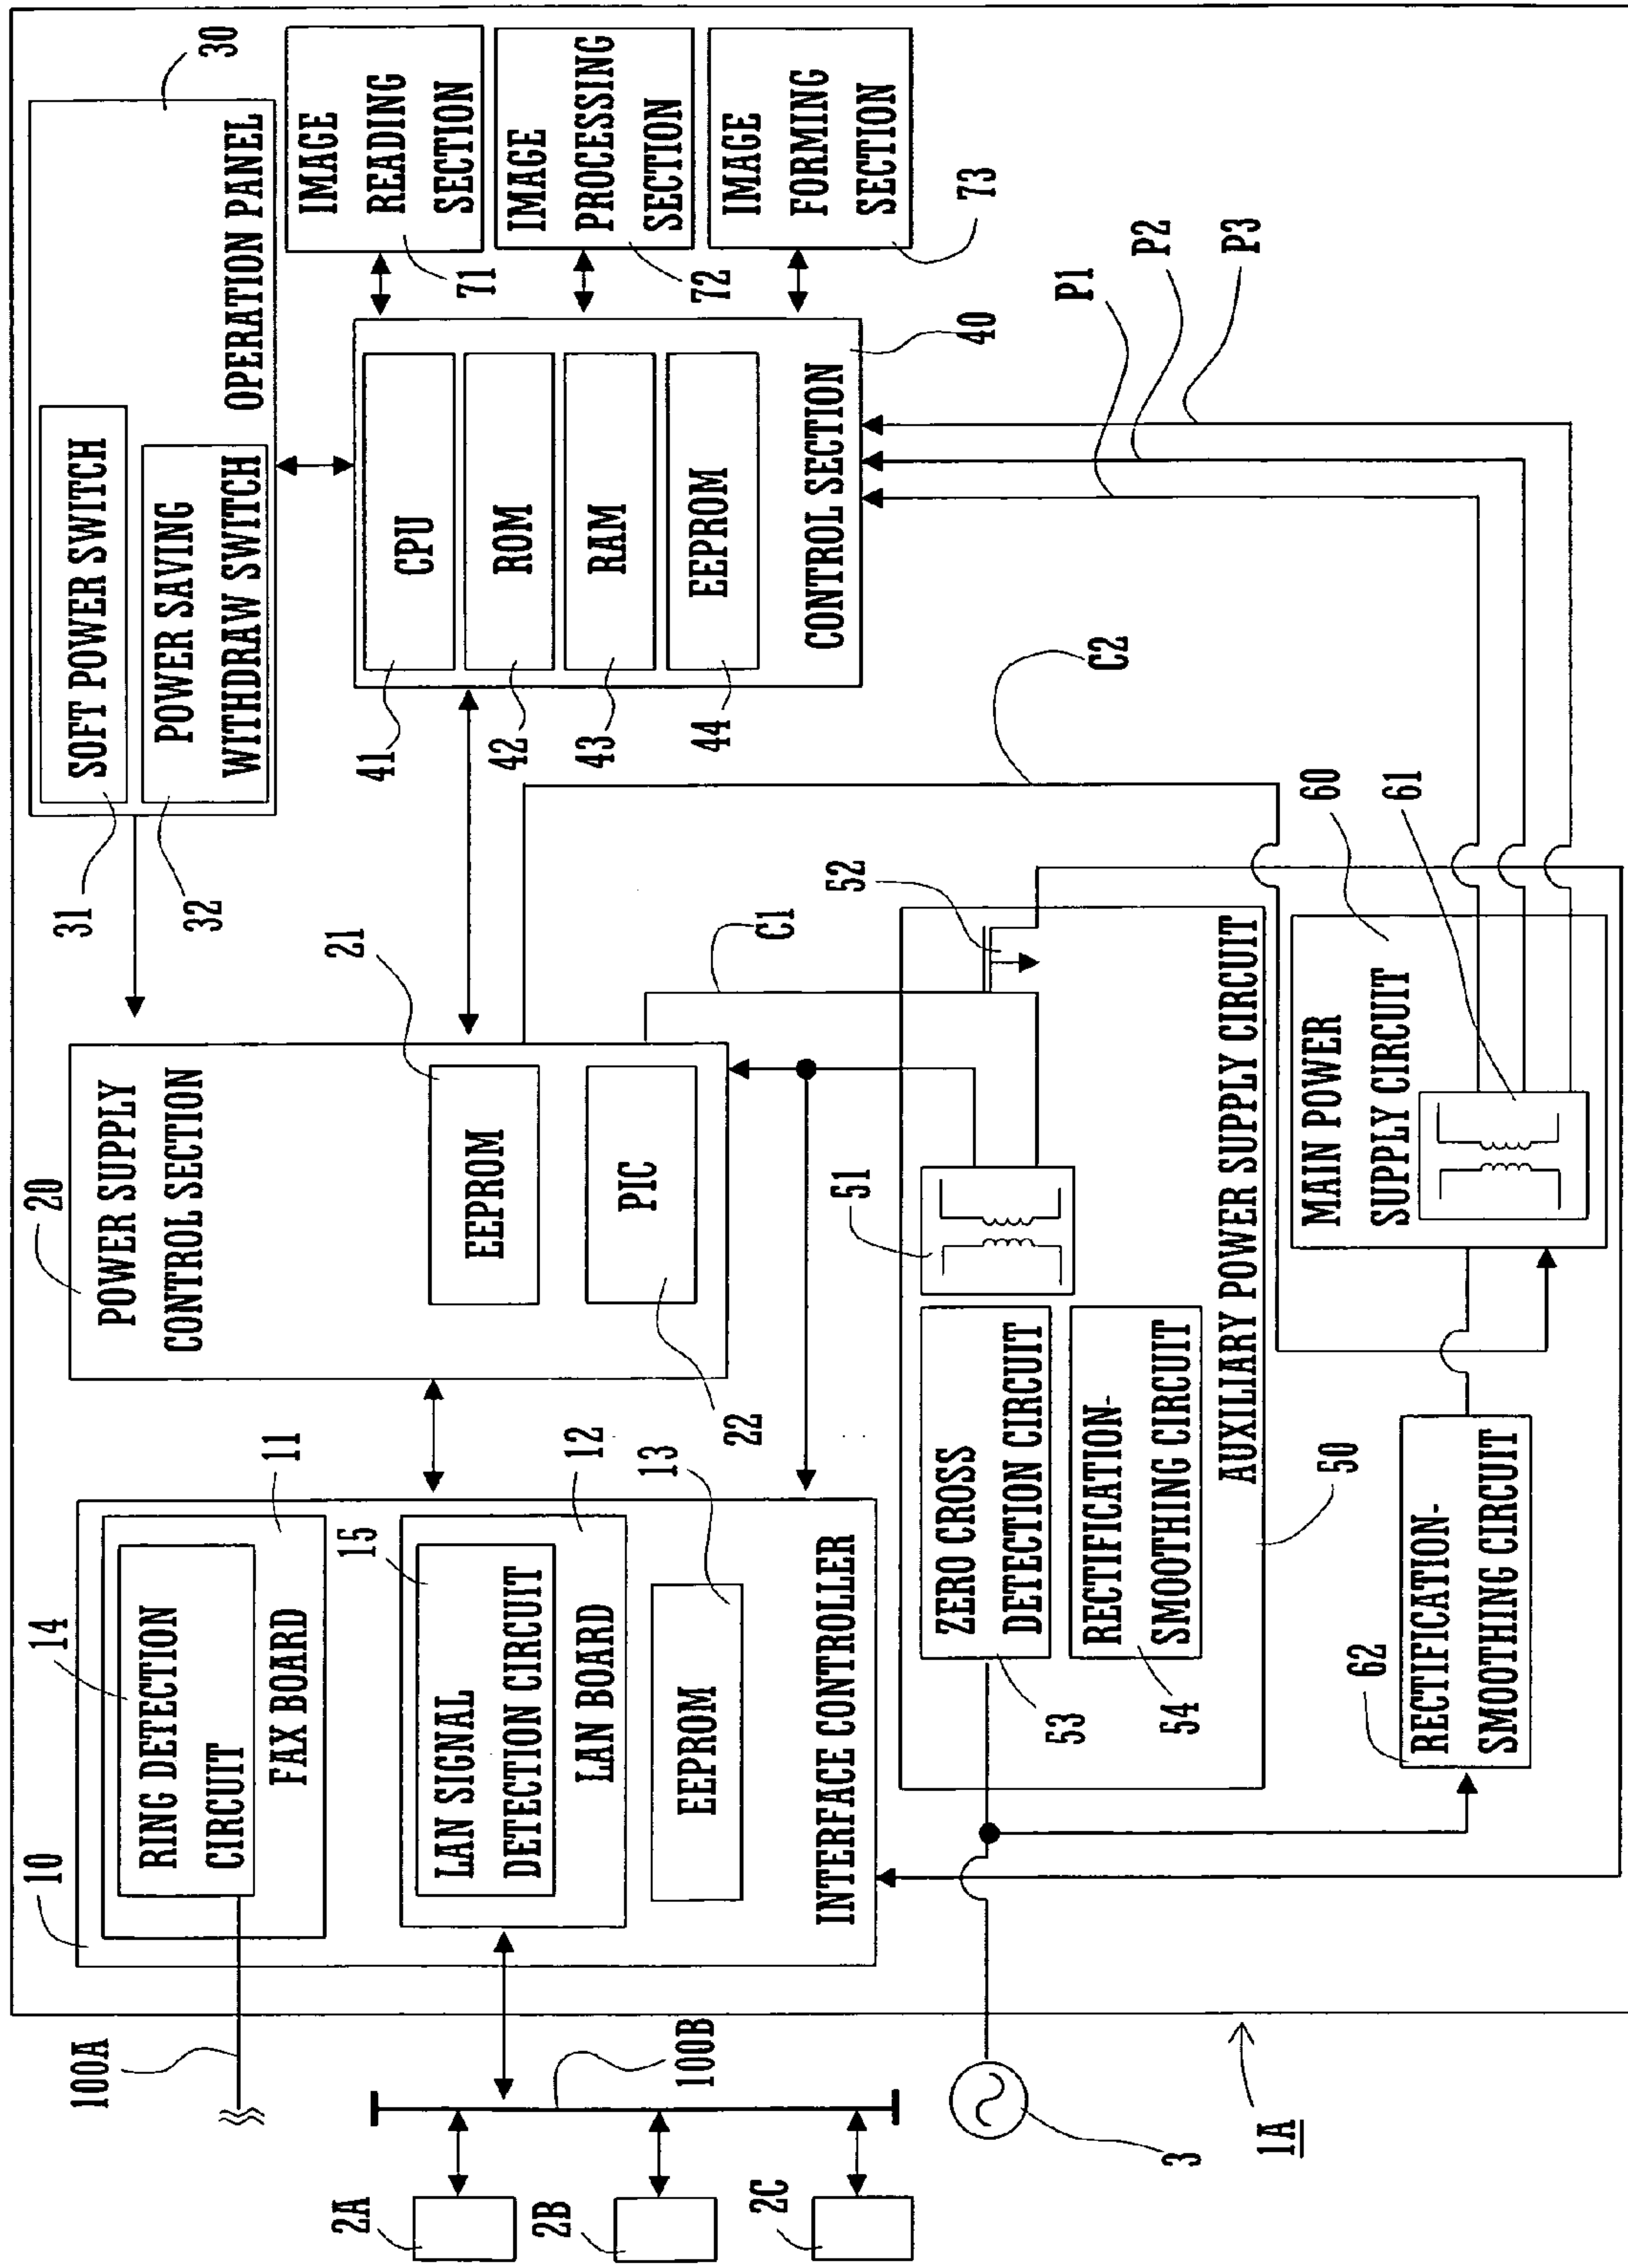 100A
100B
2A
2B
2C
3
1A
10
14
RING DETECTION
CIRCUIT
FAX BOARD
11
15
LAN SIGNAL
DETECTION CIRCUIT
LAN BOARD
12
EEPROM
13
INTERFACE CONTROLLER
20
POWER SUPPLY
CONTROL SECTION
EEPROM
21
PIC
22
30
SOFT POWER SWITCH
31
POWER SAVING
WITHDRAW SWITCH
32
OPERATION PANEL
CPU
41
ROM
42
RAM
43
EEPROM
44
CONTROL SECTION
40
IMAGE
READING
SECTION
71
IMAGE
PROCESSING
SECTION
72
IMAGE
FORMING
SECTION
73
C1
C2
P1
P2
P3
ZERO CROSS
DETECTION CIRCUIT
53
RECTIFICATION-
SMOOTHING CIRCUIT
54
51
52
AUXILIARY POWER SUPPLY CIRCUIT
50
62
RECTIFICATION-
SMOOTHING CIRCUIT
MAIN POWER
SUPPLY CIRCUIT
60
61